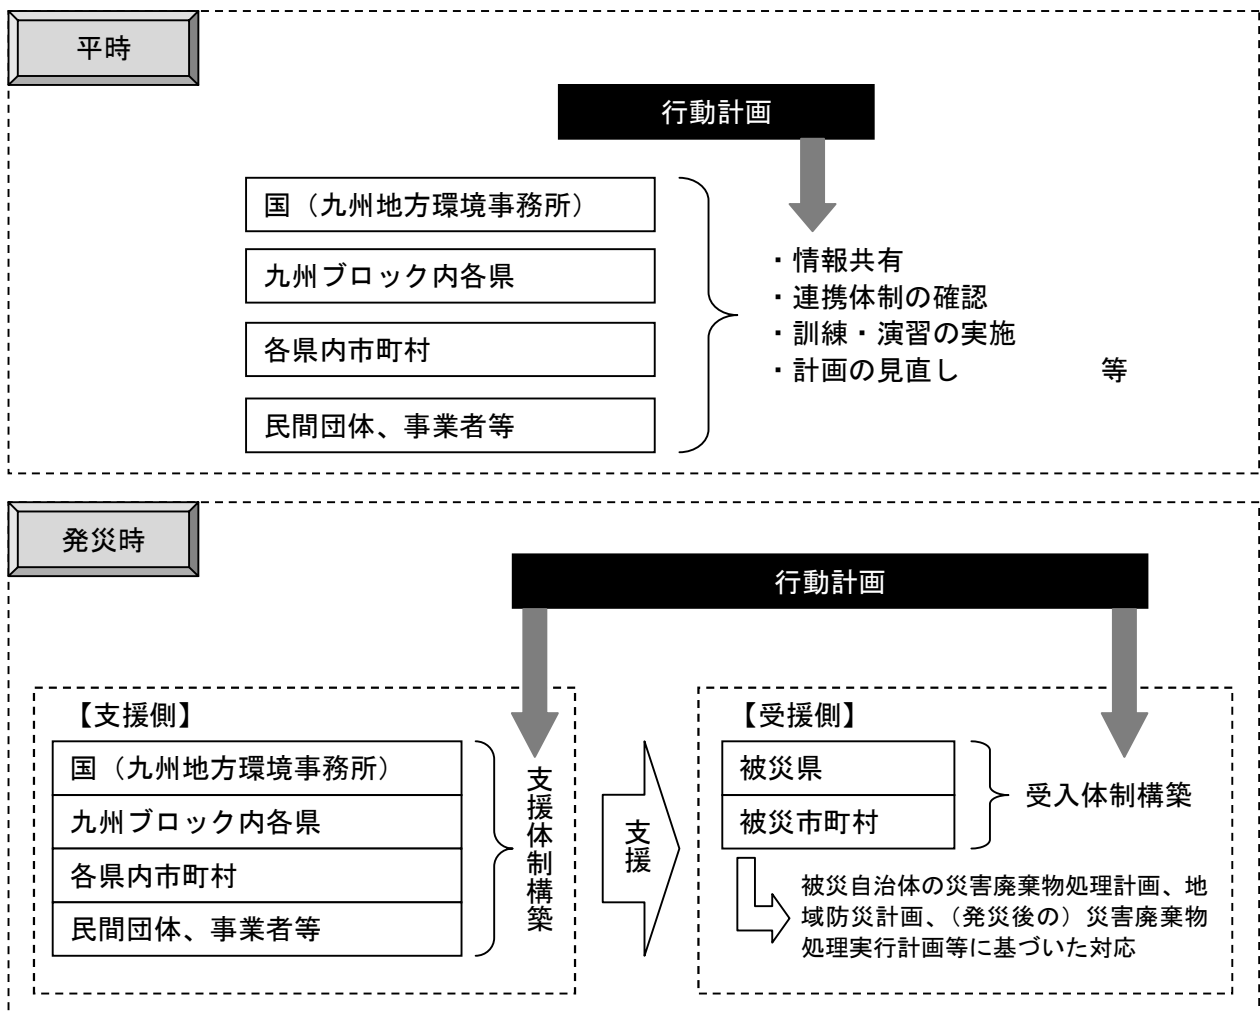 平時
行動計画
国（九州地方環境事務所）
九州ブロック内各県
各県内市町村
民間団体、事業者等
・情報共有
・連携体制の確認
・訓練・演習の実施
・計画の見直し 等
発災時
行動計画
【支援側】
国（九州地方環境事務所）
九州ブロック内各県
各県内市町村
民間団体、事業者等
支援体制構築
支援
【受援側】
被災県
被災市町村
受入体制構築
被災自治体の災害廃棄物処理計画、地
域防災計画、（発災後の）災害廃棄物
処理実行計画等に基づいた対応